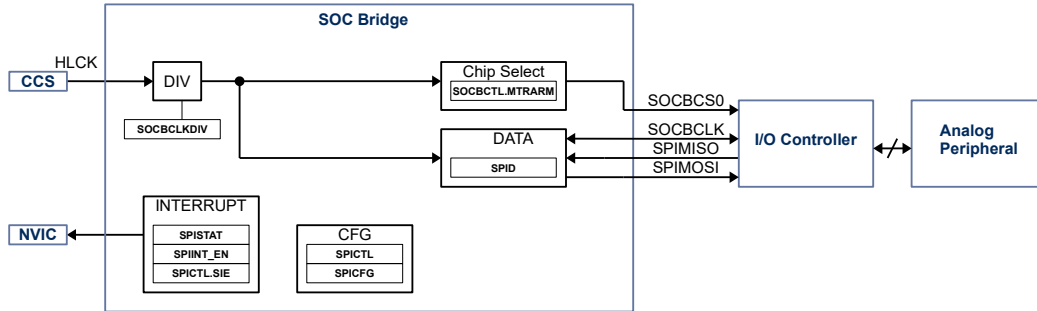 SOC Bridge
HLCK
CCS
DIV
SOCBCLKDIV
Chip Select
SOCBCTL.MTRARM
DATA
SPID
SOCBCS0
SOCBCLK
SPIMISO
SPIMOSI
I/O Controller
Analog
Peripheral
NVIC
INTERRUPT
SPISTAT
SPIINT_EN
SPICTL.SIE
CFG
SPICTL
SPICFG